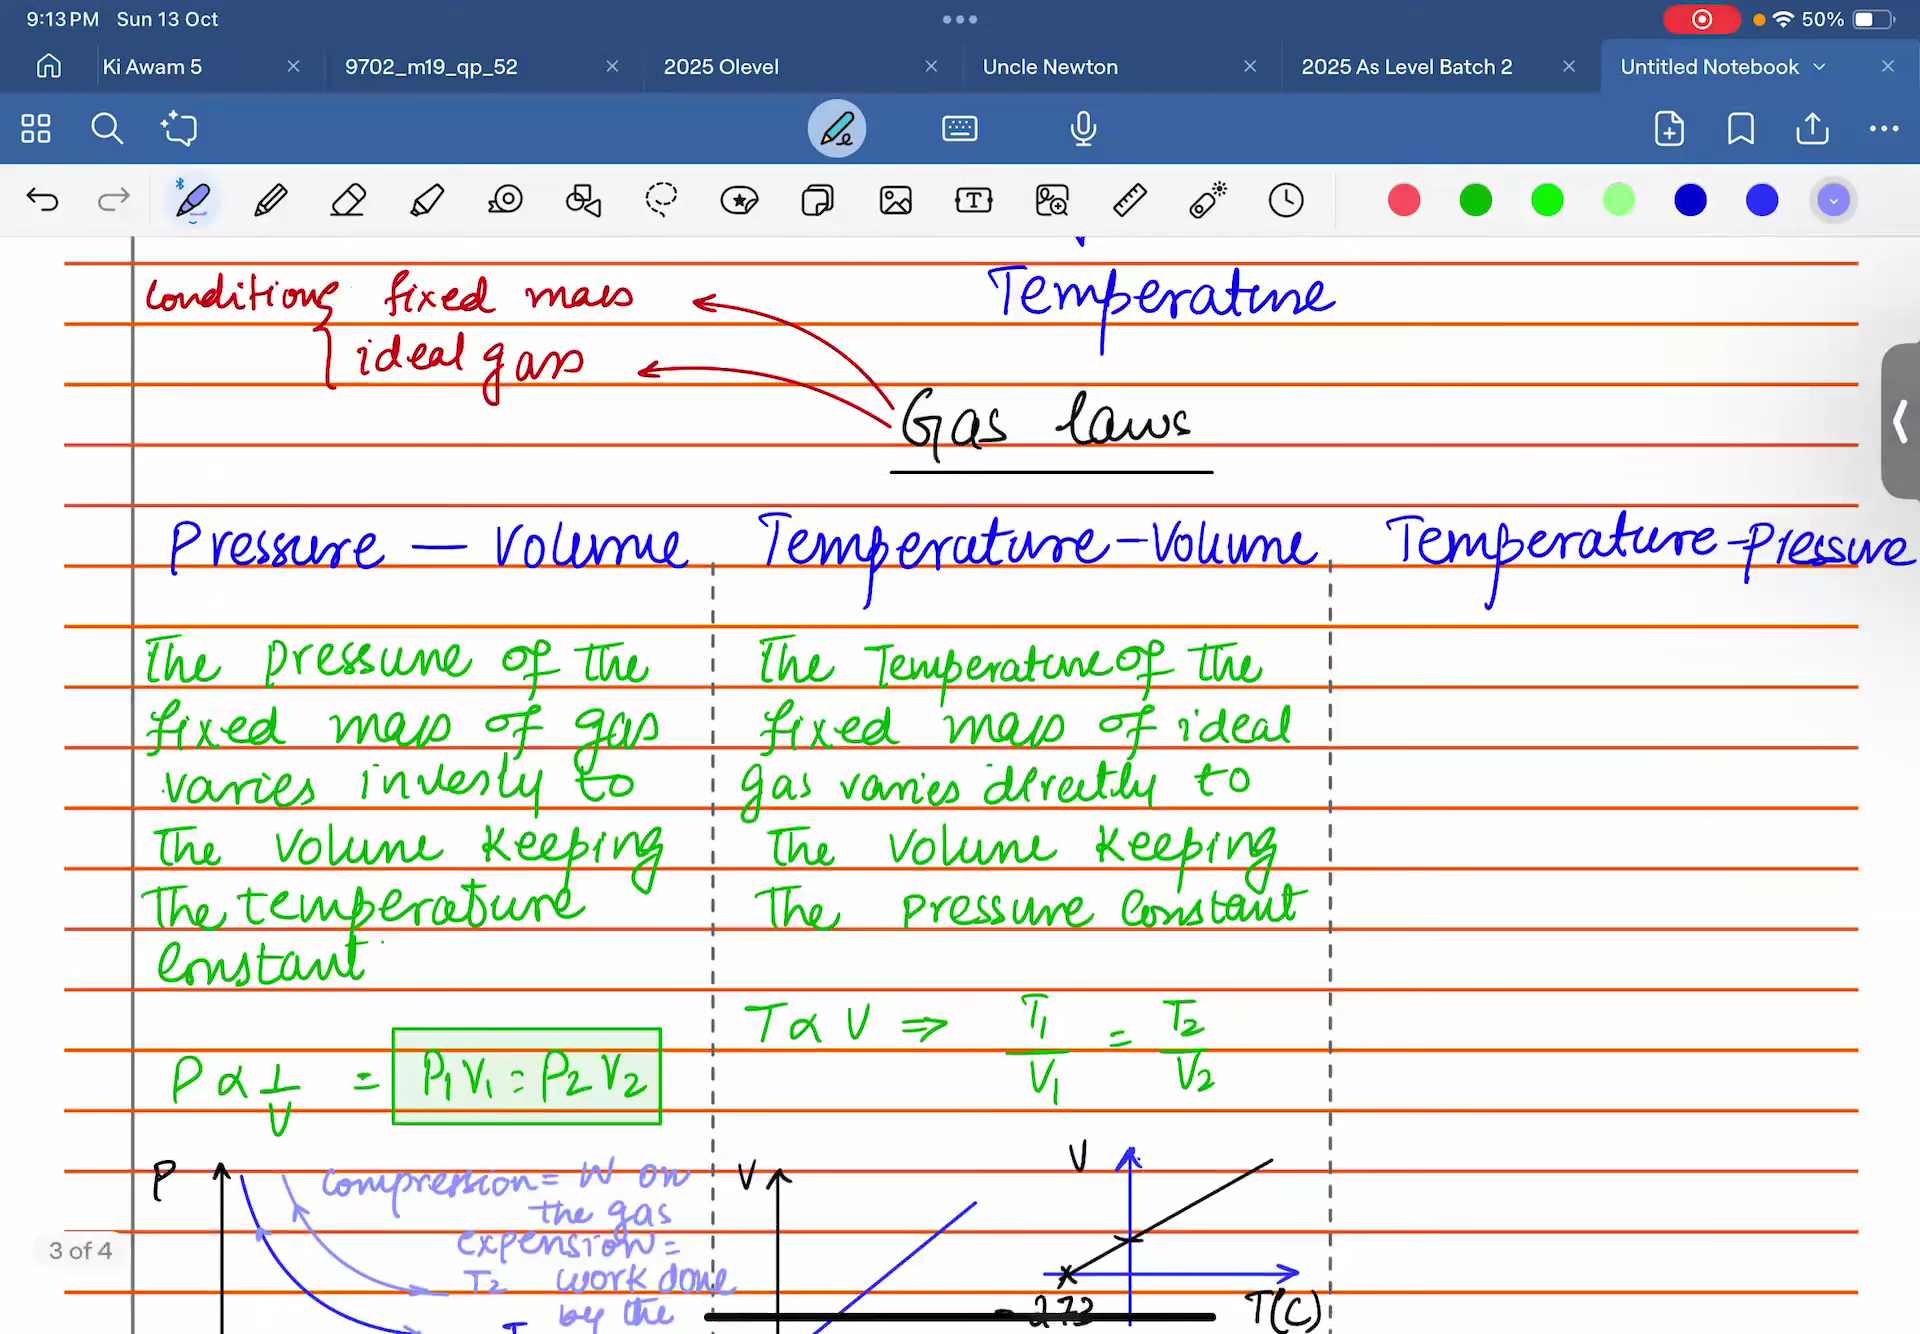 9:13 PM Sun 13 Oct
50%
Ki Awam 5
9702_m19_qp_52
2025 Olevel
Uncle Newton
2025 As Level Batch 2
Untitled Notebook
Temperature
conditions fixed mass
ideal gass
Gas laws
Pressure — Volume
The pressure of the
fixed mass of gas
varies inversly to
The volume keeping
The temperature
constant
P ∝ 1/V = P₁V₁ = P₂V₂
P
compression = W on
the gas
expension =
T₂ work done
by the
Temperature - Volume
The Temperature of the
fixed mass of ideal
gas varies directly to
The volume keeping
The pressure constant
T ∝ V ⇒ T₁/V₁ = T₂/V₂
V
V
-273
T(C)
Temperature - Pressure
3 of 4